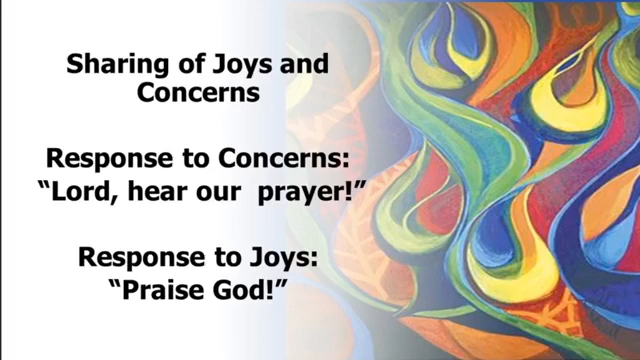 Sharing of Joys and
Concerns
Response to Concerns:
“Lord, hear our  prayer!”
Response to Joys:
“Praise God!”